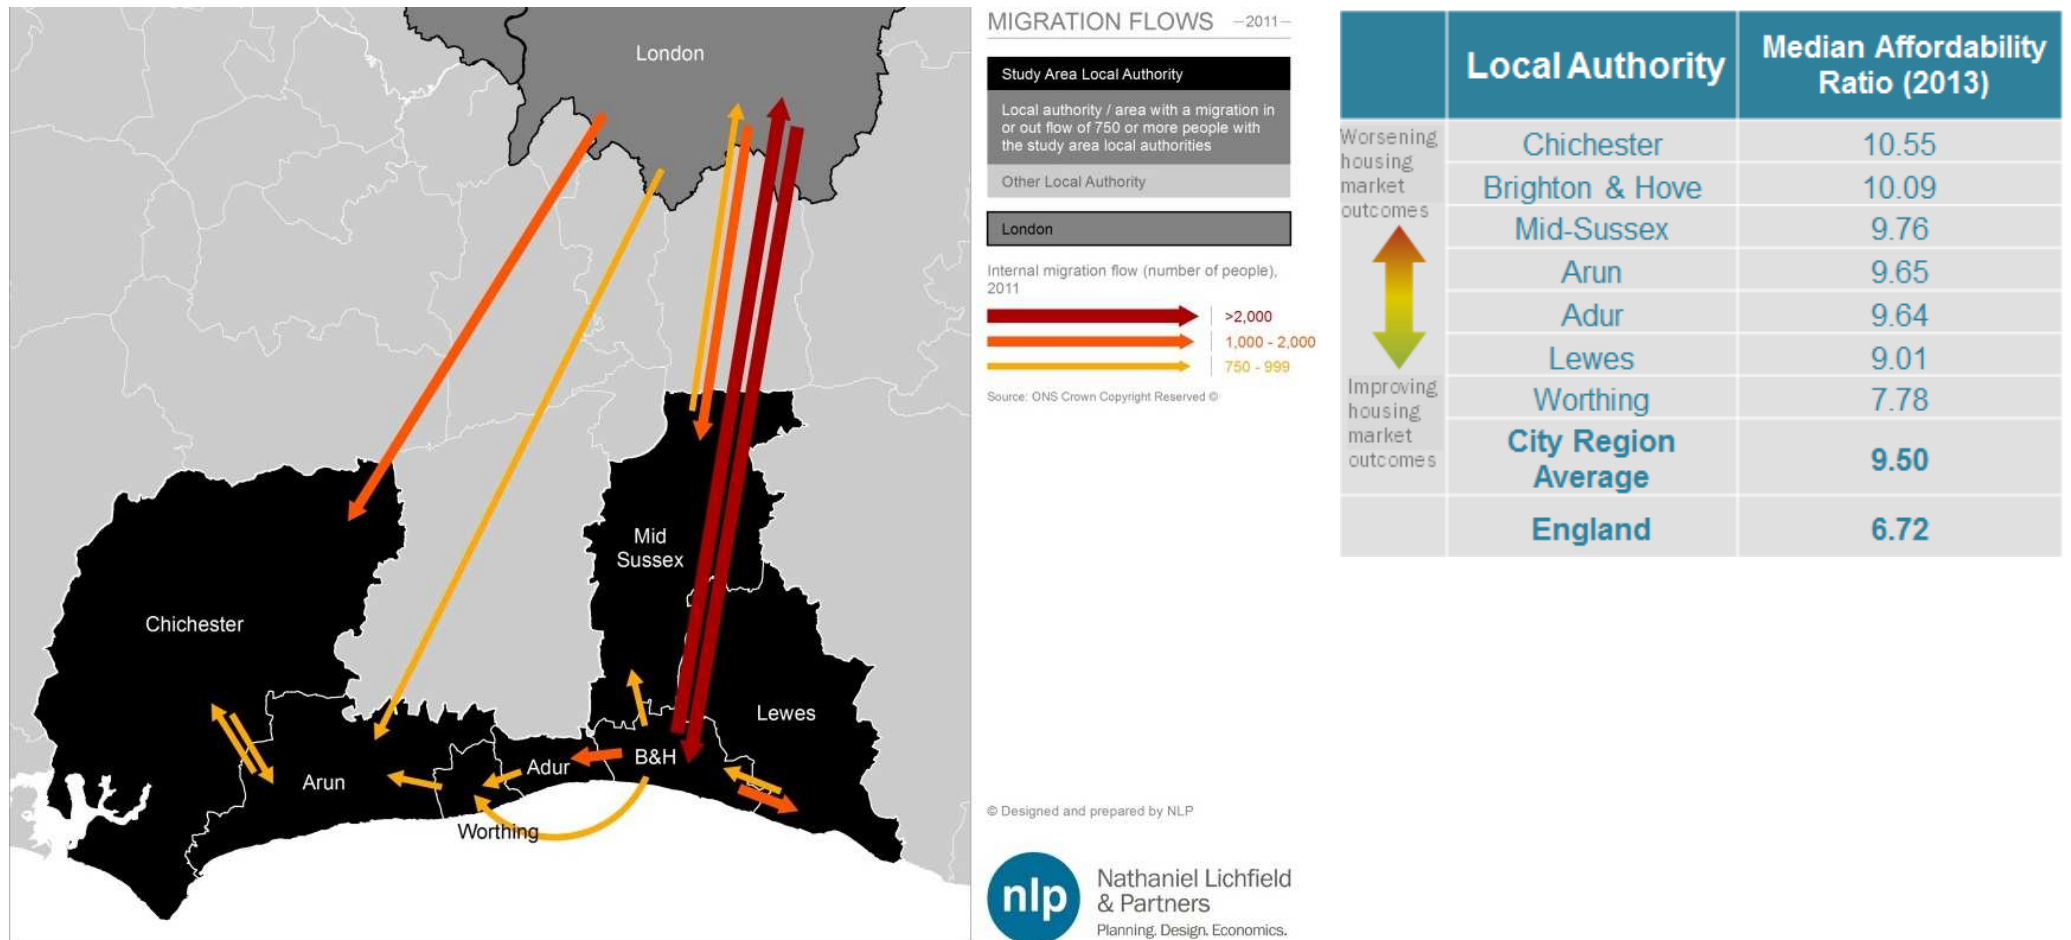 London
Mid
Sussex
Chichester
Lewes
B&H
Adur
Arun
Worthing
MIGRATION FLOWS —2011—
Study Area Local Authority
Local authority / area with a migration in
or out flow of 750 or more people with
the study area local authorities
Other Local Authority
London
Internal migration flow (number of people),
2011
>2,000
1,000 - 2,000
750 - 999
Source: ONS Crown Copyright Reserved ©
© Designed and prepared by NLP
nlp
Nathaniel Lichfield
& Partners
Planning. Design. Economics.
Local Authority Median Affordability
Ratio (2013)
Worsening
housing
market
outcomes
Improving
housing
market
outcomes
Chichester 10.55
Brighton & Hove 10.09
Mid-Sussex 9.76
Arun 9.65
Adur 9.64
Lewes 9.01
Worthing 7.78
City Region
Average 9.50
England 6.72